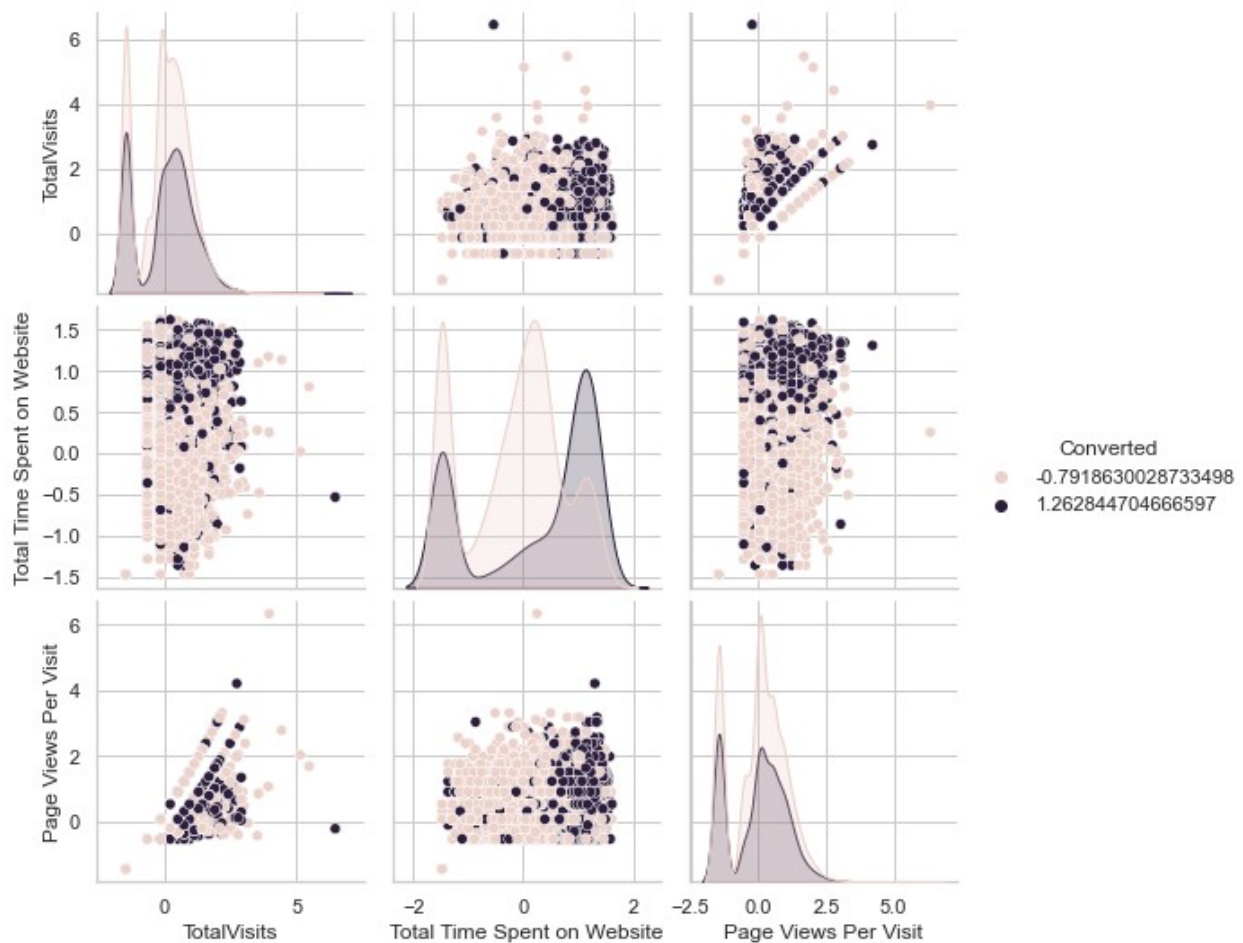 6
4
2
0
TotalVisits
1.5
1.0
0.5
0.0
−0.5
−1.0
−1.5
Total Time Spent on Website
Converted
-0.7918630028733498
1.262844704666597
6
4
2
0
Page Views Per Visit
0 5
−2 0 2
−2.5 0.0 2.5 5.0
TotalVisits
Total Time Spent on Website
Page Views Per Visit